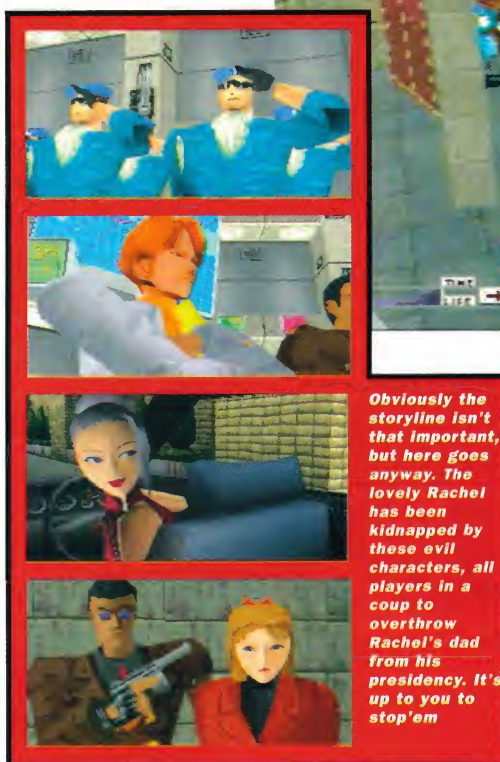 TIME
LIFE
Obviously the
storyline isn't
that important,
but here goes
anyway. The
lovely Rachel
has been
kidnapped by
these evil
characters, all
players in a
coup to
overthrow
Rachel's dad
from his
presidency. It's
up to you to
stop'em